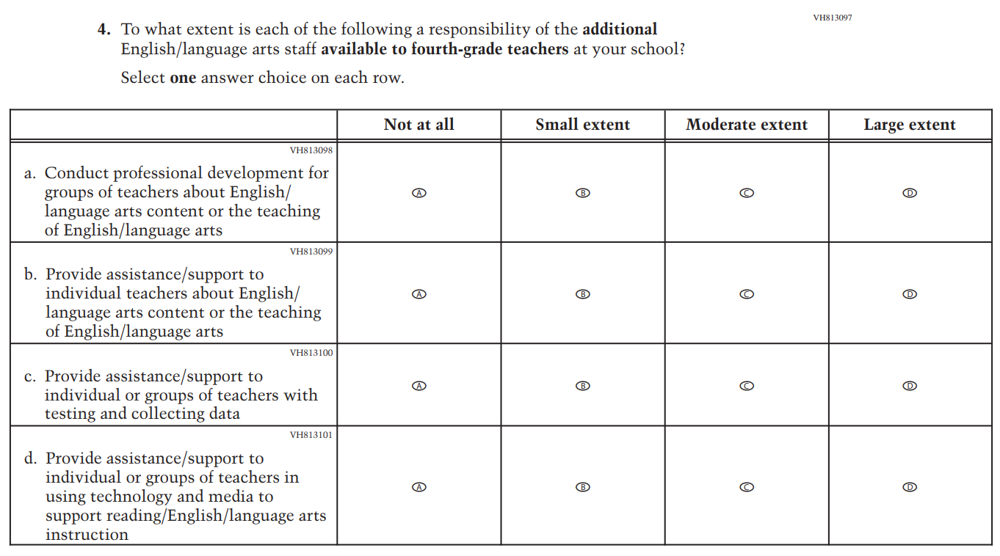 VH813097
4. To what extent is each of the following a responsibility of the additional
English/language arts staff available to fourth-grade teachers at your school?
Select one answer choice on each row.
Not at all Small extent Moderate extent Large extent
VH813098
a. Conduct professional development for
groups of teachers about English/
language arts content or the teaching
of English/language arts
A B C D
VH813099
b. Provide assistance/support to
individual teachers about English/
language arts content or the teaching
of English/language arts
A B C D
VH813100
c. Provide assistance/support to
individual or groups of teachers with
testing and collecting data
A B C D
VH813101
d. Provide assistance/support to
individual or groups of teachers in
using technology and media to
support reading/English/language arts
instruction
A B C D